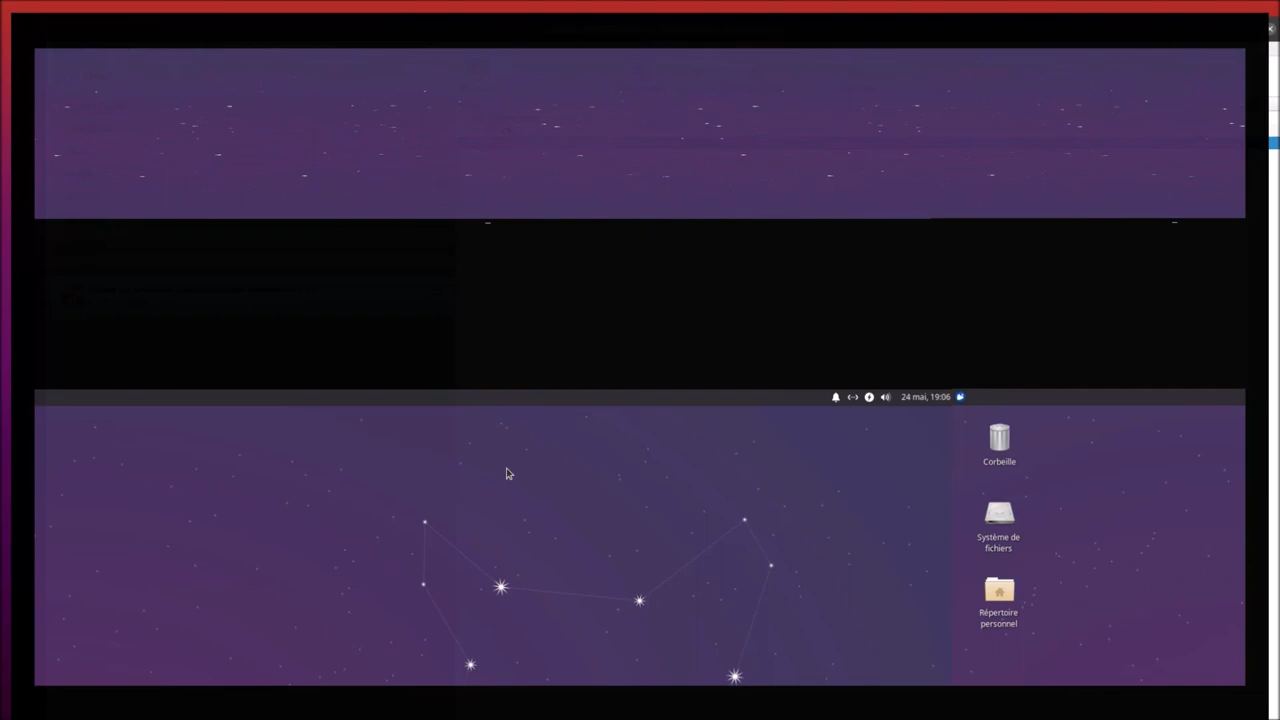 24 mai, 19:06
Corbeille
Système de
fichiers
Répertoire
personnel